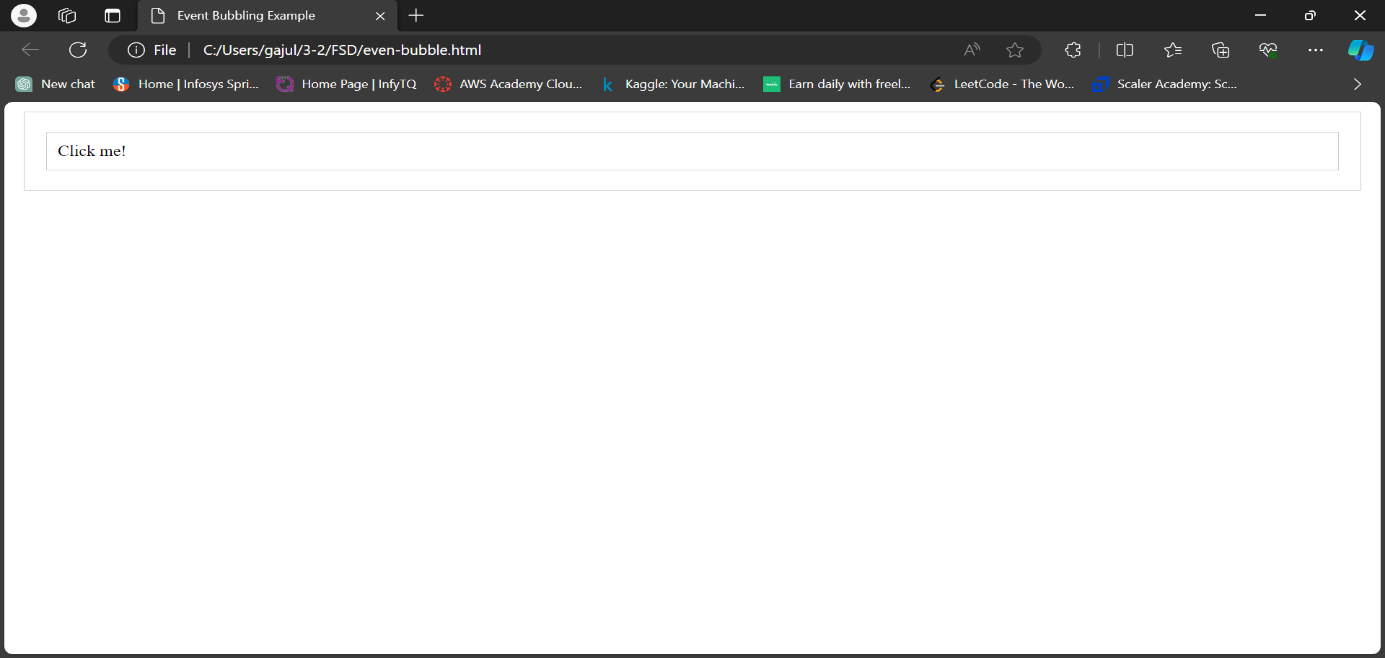 Event Bubbling Example
File C:/Users/gajul/3-2/FSD/even-bubble.html
New chat Home | Infosys Spri... Home Page | InfyTQ AWS Academy Clou... Kaggle: Your Machi... Earn daily with freel... LeetCode - The Wo... Scaler Academy: Sc...
Click me!